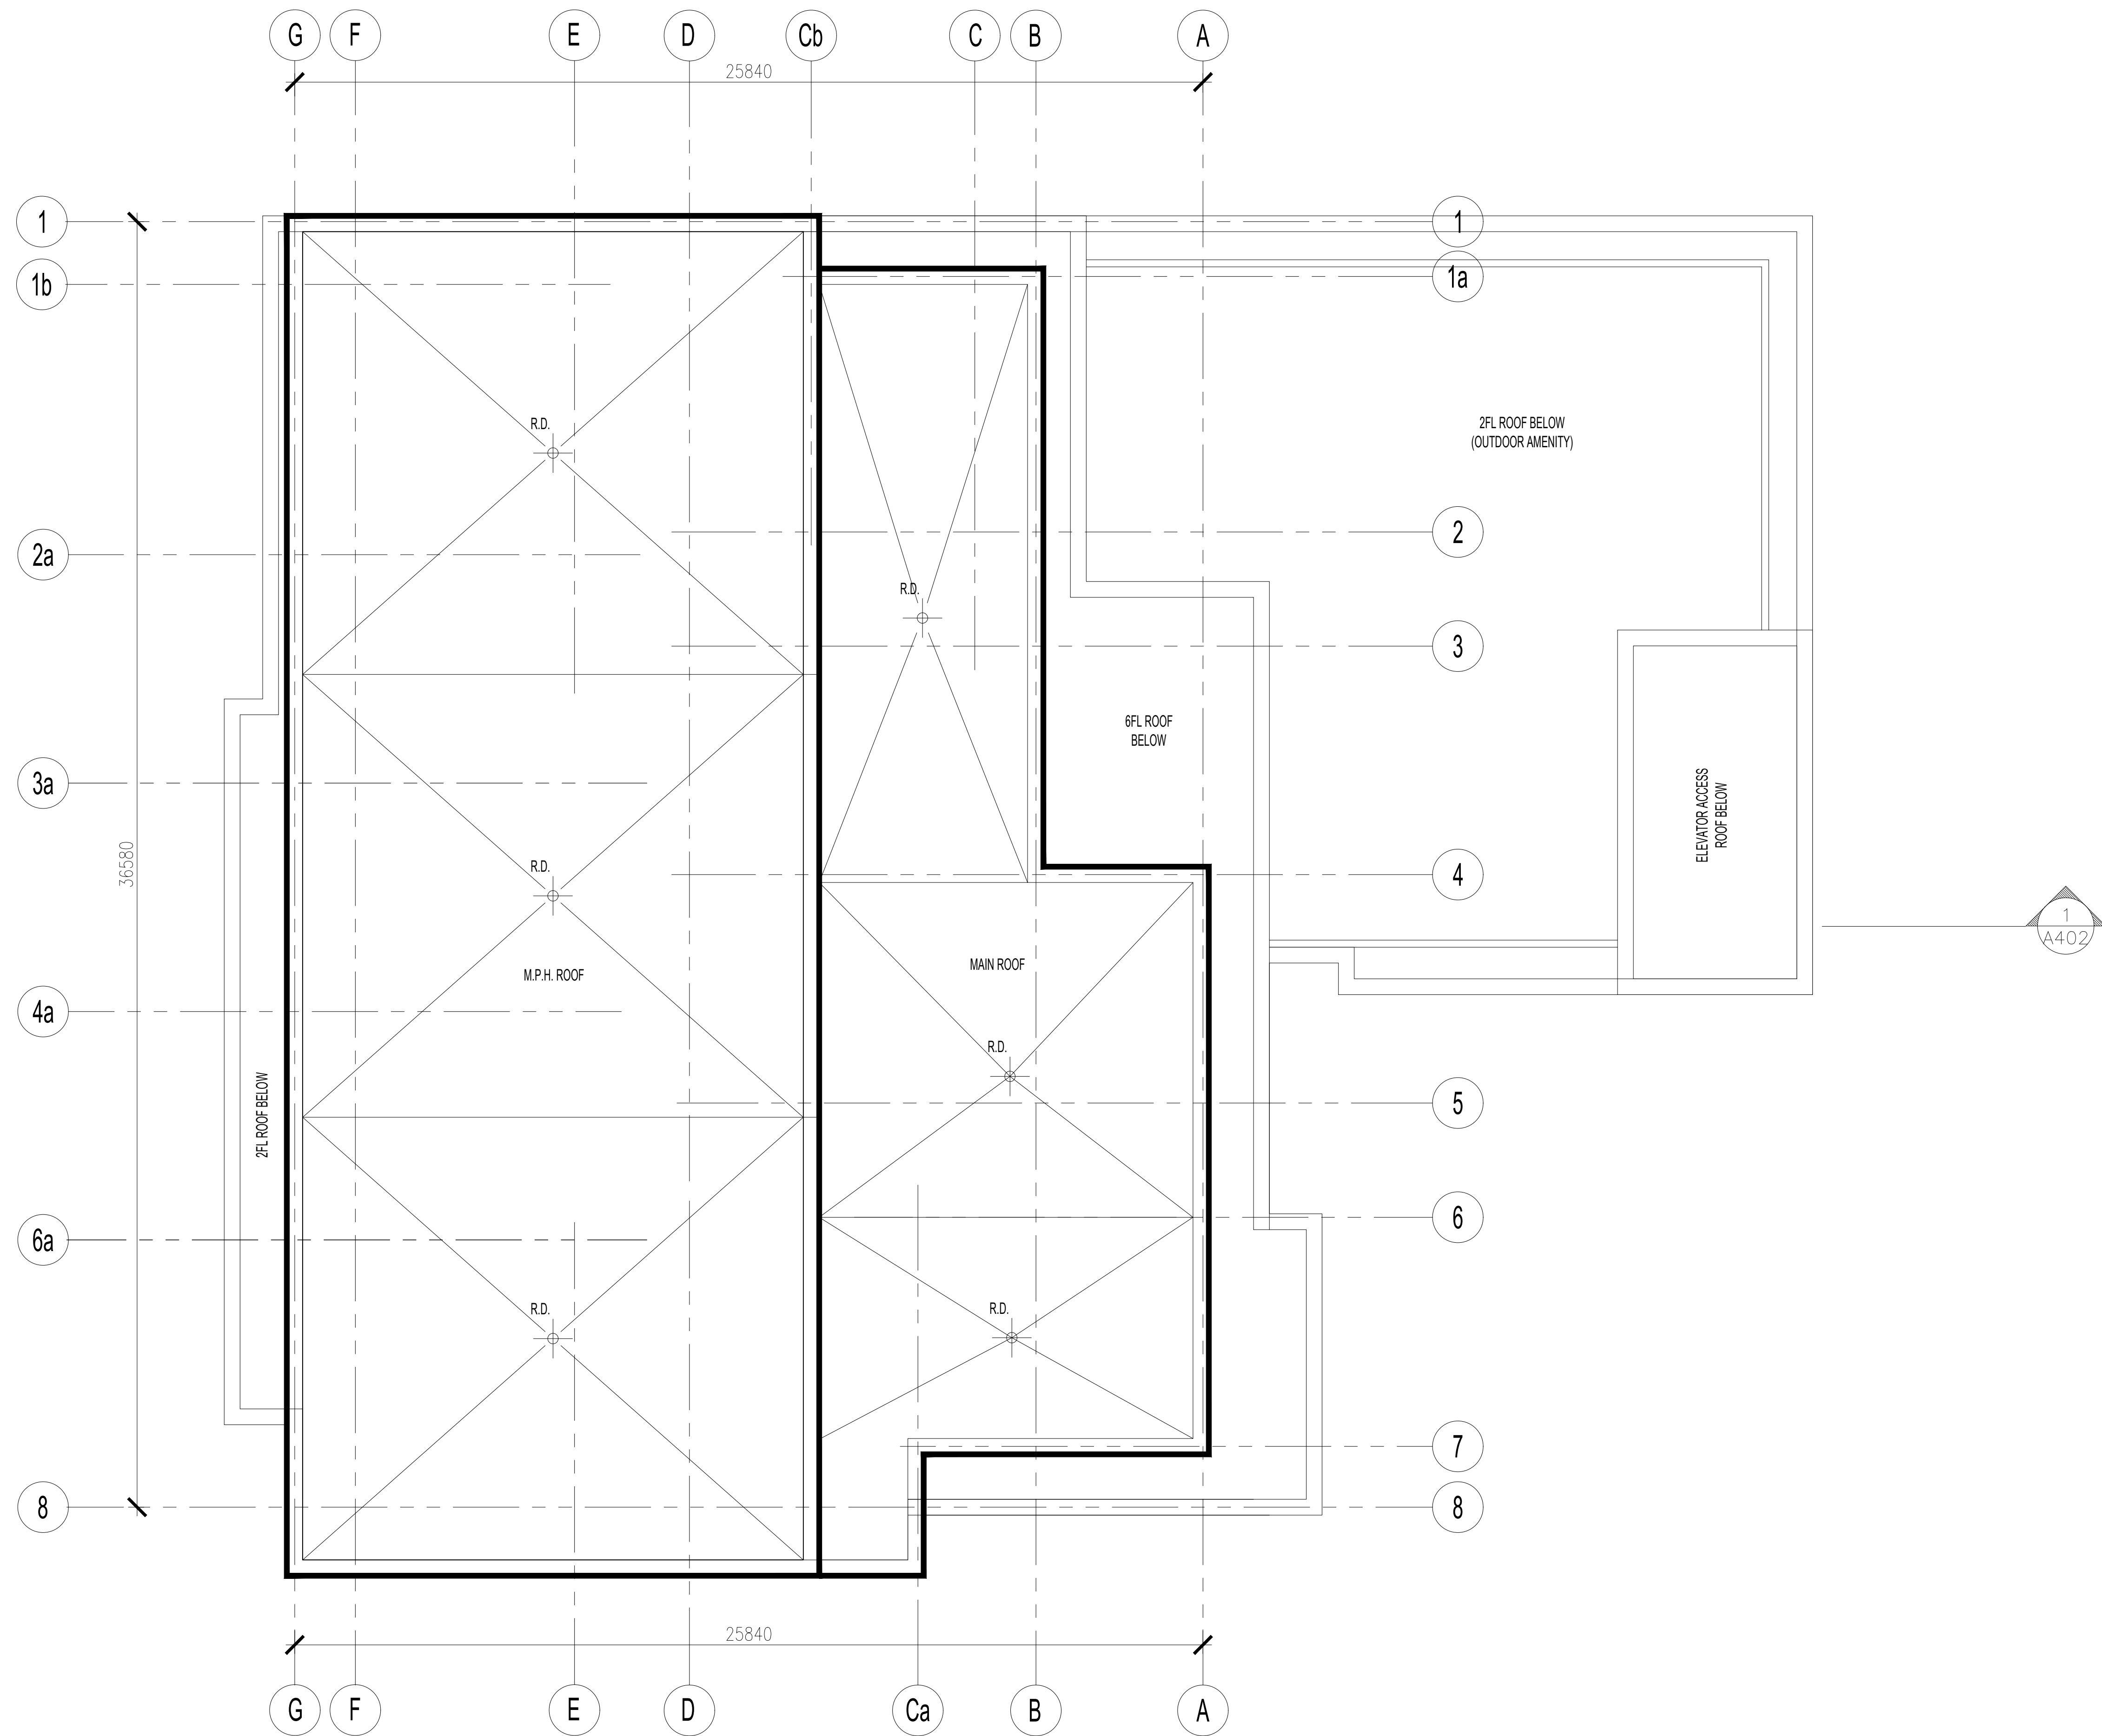 G F E D Cb C B A
25840
1 1
1b 1a
2FL ROOF BELOW
(OUTDOOR AMENITY)
R.D.
2
2a
R.D.
3
6FL ROOF
BELOW
3a
ELEVATOR ACCESS
ROOF BELOW
36580
R.D.
4
1
A402
MAIN ROOF
M.P.H. ROOF
4a
R.D.
5
2FL ROOF BELOW
6
6a
R.D. R.D.
7
8 8
25840
G F E D Ca B A